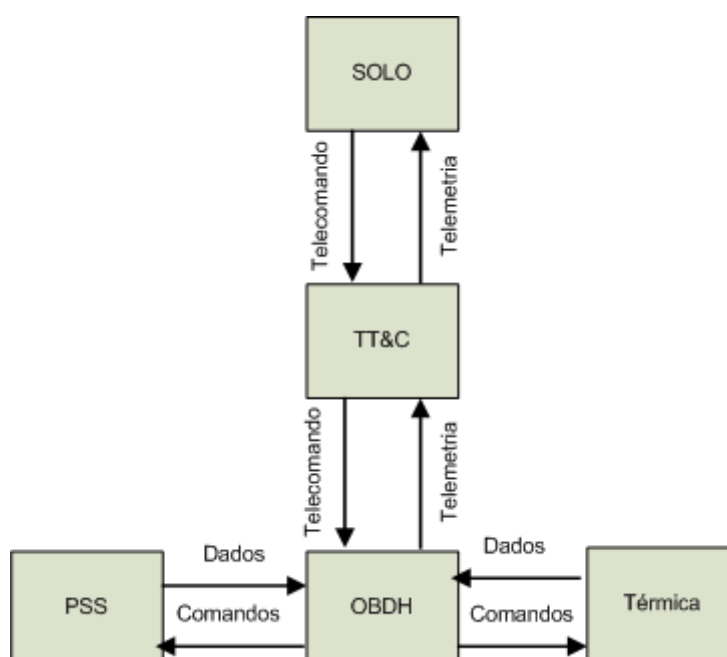 SOLO
Telecomando
Telemetria
TT&C
Telecomando
Telemetria
Dados
Dados
PSS
OBDH
Térmica
Comandos
Comandos